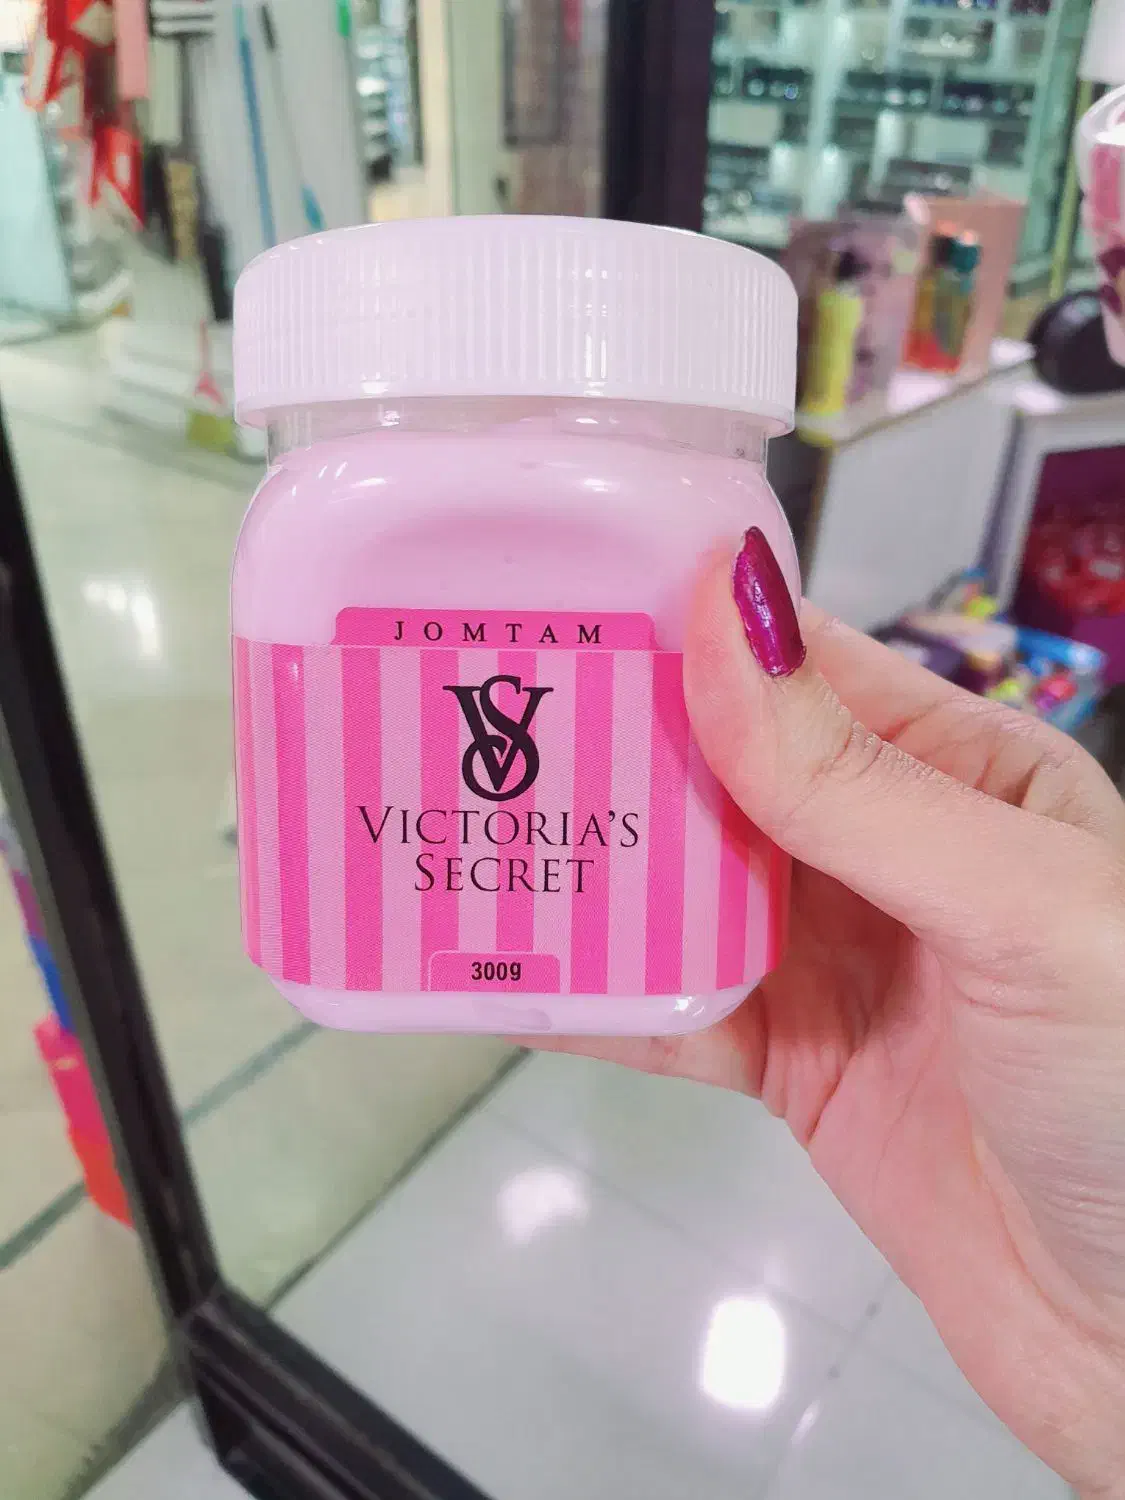 JOMTAM
VS
VICTORIA'S
SECRET
300g